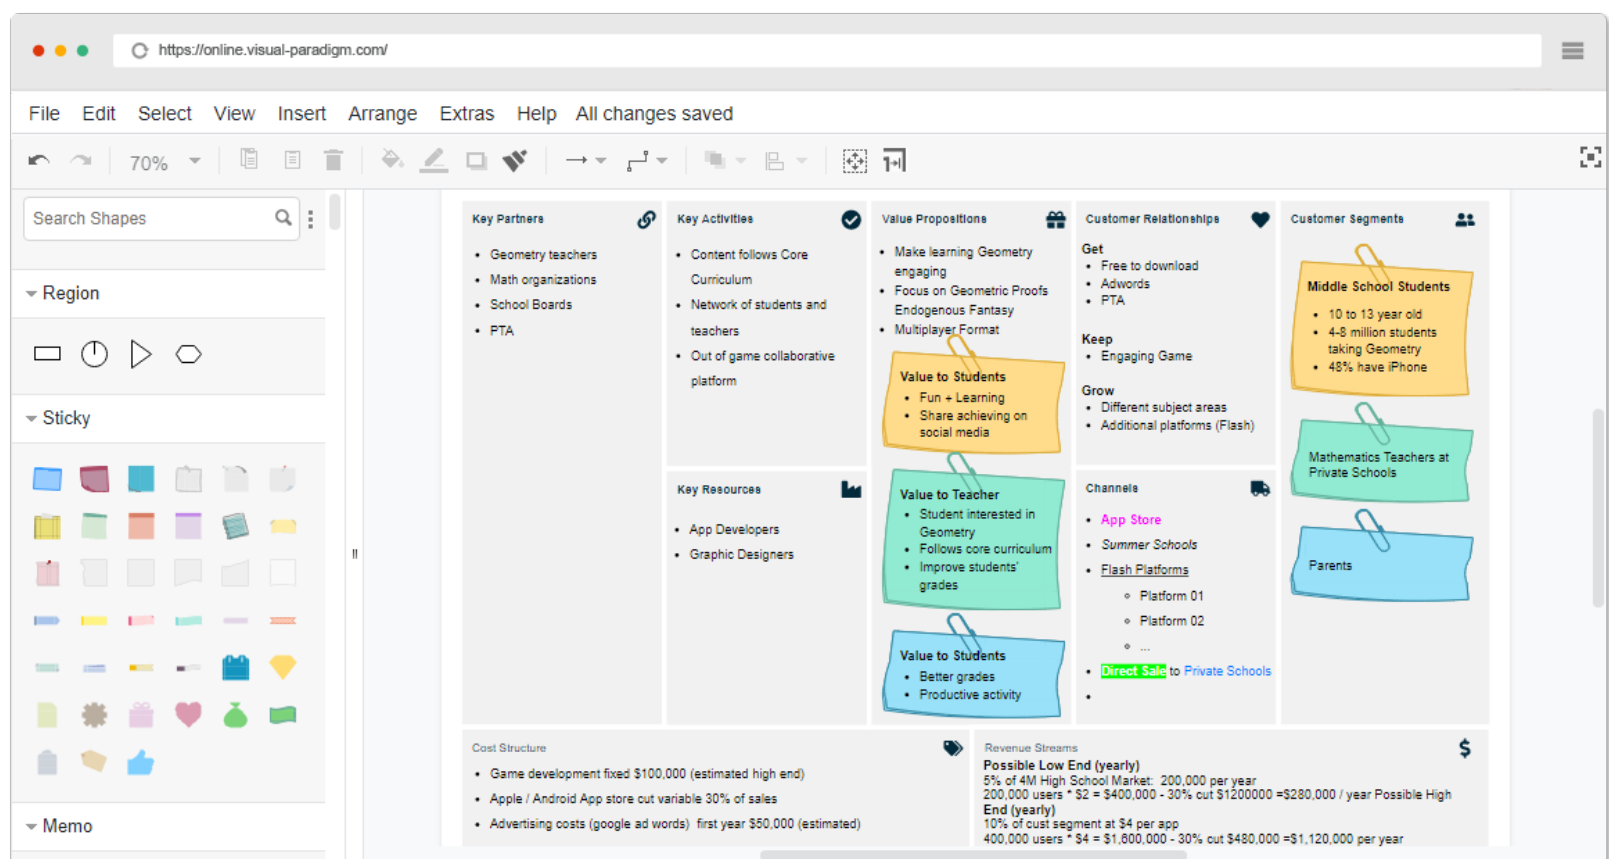 https://online.visual-paradigm.com/
File Edit Select View Insert Arrange Extras Help All changes saved
70%
Search Shapes
Region
Sticky
Memo
Key Partners
Geometry teachers
Math organizations
School Boards
PTA
Key Activities
Content follows Core
Curriculum
Network of students and
teachers
Out of game collaborative
platform
Key Resources
App Developers
Graphic Designers
Value Propositions
Make learning Geometry
engaging
Focus on Geometric Proofs
Endogenous Fantasy
Multiplayer Format
Value to Students
Fun + Learning
Share achieving on
social media
Value to Teacher
Student interested in
Geometry
Follows core curriculum
Improve students'
grades
Value to Students
Better grades
Productive activity
Customer Relationships
Get
Free to download
Adwords
PTA
Keep
Engaging Game
Grow
Different subject areas
Additional platforms (Flash)
Channels
App Store
Summer Schools
Flash Platforms
Platform 01
Platform 02
...
Direct Sale to Private Schools
Customer Segments
Middle School Students
10 to 13 year old
4-8 million students
taking Geometry
48% have iPhone
Mathematics Teachers at
Private Schools
Parents
Cost Structure
Game development fixed $100,000 (estimated high end)
Apple / Android App store cut variable 30% of sales
Advertising costs (google ad words) first year $50,000 (estimated)
Revenue Streams
Possible Low End (yearly)
5% of 4M High School Market: 200,000 per year
200,000 users * $2 = $400,000 - 30% cut $1200000 =$280,000 / year Possible High
End (yearly)
10% of cust segment at $4 per app
400,000 users * $4 = $1,600,000 - 30% cut $480,000 =$1,120,000 per year